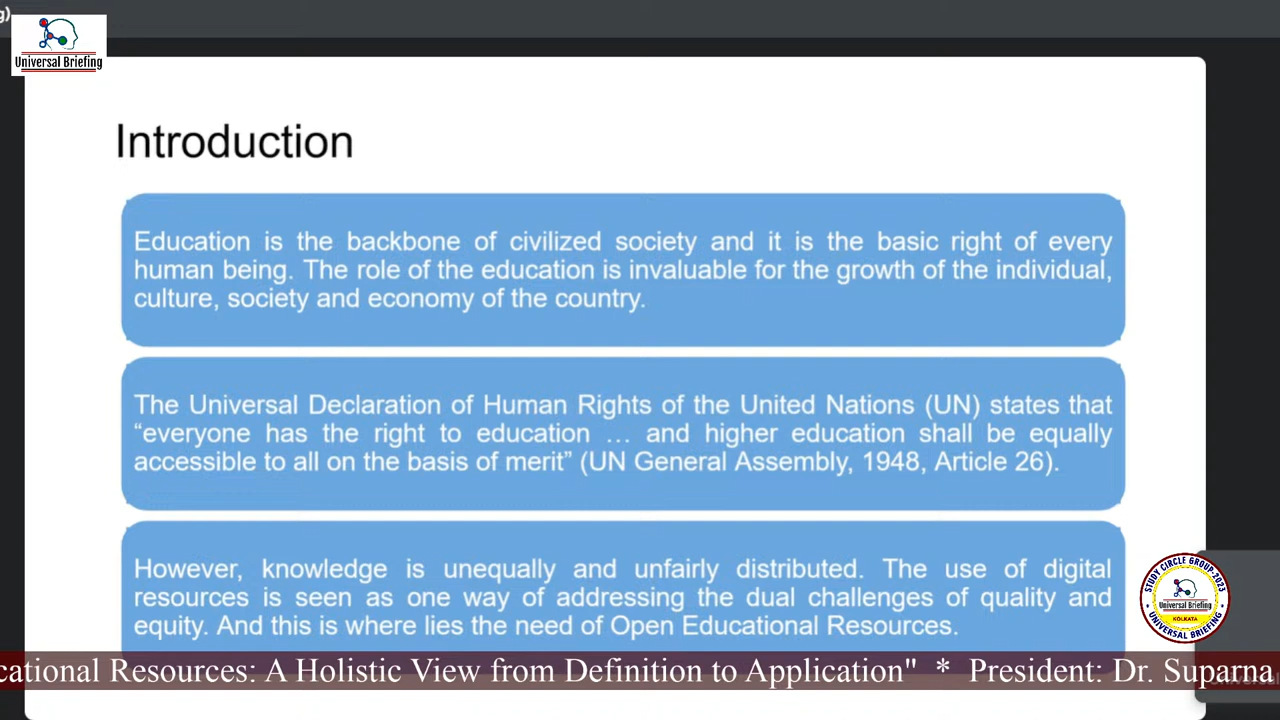 g)
Universal Briefing
Introduction
Education is the backbone of civilized society and it is the basic right of every
human being. The role of the education is invaluable for the growth of the individual,
culture, society and economy of the country.
The Universal Declaration of Human Rights of the United Nations (UN) states that
“everyone has the right to education … and higher education shall be equally
accessible to all on the basis of merit” (UN General Assembly, 1948, Article 26).
However, knowledge is unequally and unfairly distributed. The use of digital
resources is seen as one way of addressing the dual challenges of quality and
equity. And this is where lies the need of Open Educational Resources.
STUDY CIRCLE GROUP-2023
Universal Briefing
KOLKATA
UNIVERSAL BRIEFING
cational Resources: A Holistic View from Definition to Application" * President: Dr. Suparna